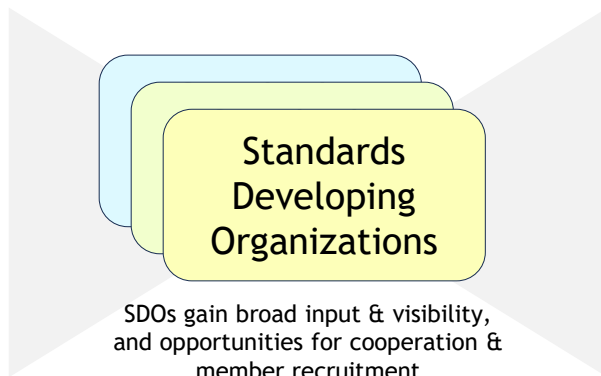 Standards
Developing
Organizations
SDOs gain broad input & visibility,
and opportunities for cooperation &
member recruitment